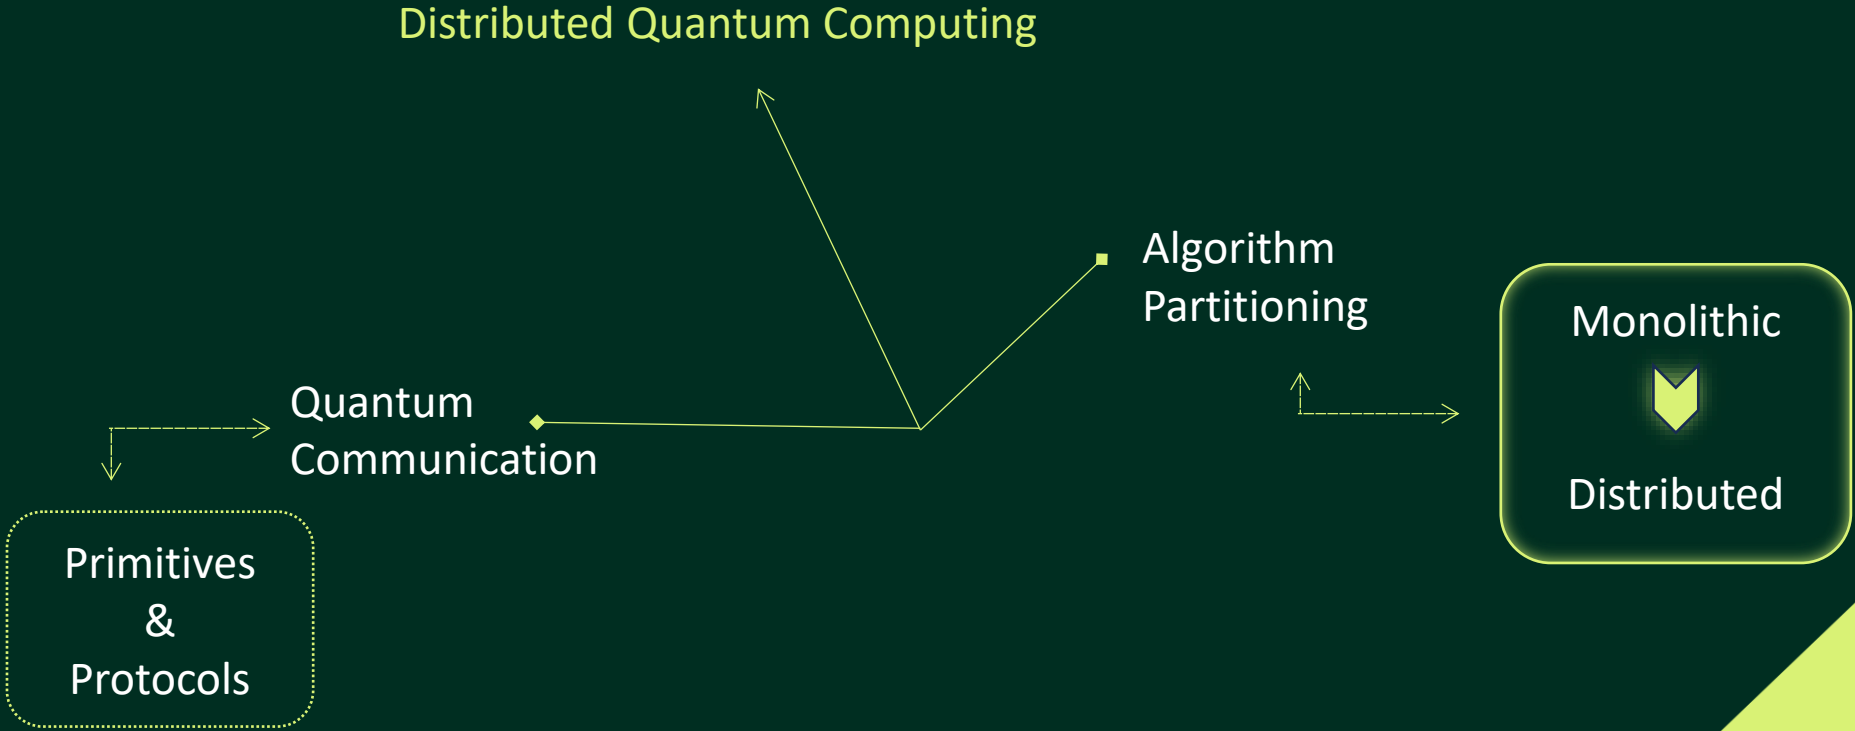 Distributed Quantum Computing
Algorithm
Partitioning
Monolithic
Distributed
Quantum
Communication
Primitives
&
Protocols